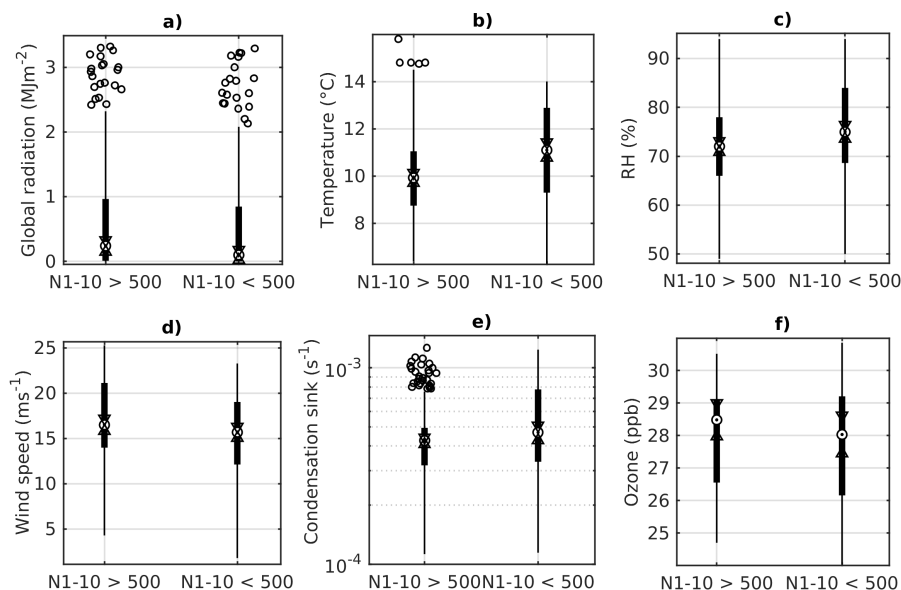 a)
Global radiation (MJm⁻²)
3
2
1
0
N1-10 > 500
N1-10 < 500
b)
Temperature (°C)
14
12
10
8
N1-10 > 500
N1-10 < 500
c)
RH (%)
90
80
70
60
50
N1-10 > 500
N1-10 < 500
d)
Wind speed (ms⁻¹)
25
20
15
10
5
N1-10 > 500
N1-10 < 500
e)
Condensation sink (s⁻¹)
10⁻³
10⁻⁴
N1-10 > 500
N1-10 < 500
f)
Ozone (ppb)
30
29
28
27
26
25
N1-10 > 500
N1-10 < 500